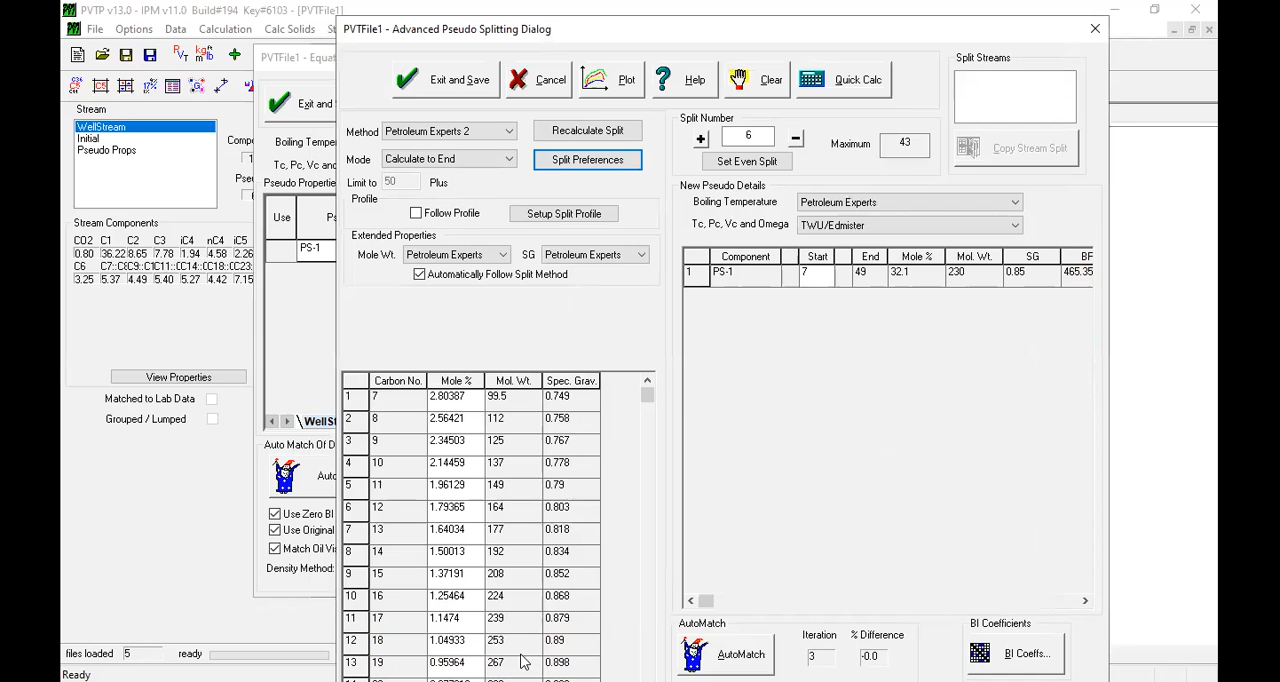 PVTP v13.0 - IPM v11.0 Build#194 Key#6103 - [PVTFile1]
File Options Data Calculation Calc Solids
PVTFile1 - Advanced Pseudo Splitting Dialog
Exit and Save Cancel Plot Help Clear Quick Calc
Split Streams
Copy Stream Split
Method Petroleum Experts 2 Recalculate Split
Mode Calculate to End Split Preferences
Limit to 50 Plus
Profile
Follow Profile Setup Split Profile
Extended Properties
Mole Wt. Petroleum Experts SG Petroleum Experts
Automatically Follow Split Method
Split Number
+ 6 - Maximum 43
Set Even Split
New Pseudo Details
Boiling Temperature Petroleum Experts
Tc, Pc, Vc and Omega TWU/Edmister
Component Start End Mole % Mol. Wt. SG
1 PS-1 7 49 32.1 230 0.85 465.35
Carbon No. Mole % Mol. Wt. Spec. Grav.
1 7 2.80387 99.5 0.749
2 8 2.56421 112 0.758
3 9 2.34503 125 0.767
4 10 2.14459 137 0.778
5 11 1.96129 149 0.79
6 12 1.79365 164 0.803
7 13 1.64034 177 0.818
8 14 1.50013 192 0.834
9 15 1.37191 208 0.852
10 16 1.25464 224 0.868
11 17 1.1474 239 0.879
12 18 1.04933 253 0.89
13 19 0.95964 267 0.898
AutoMatch
AutoMatch
Iteration % Difference
3 -0.0
BI Coefficients
BI Coeffs...
Stream
WellStream
Initial
Pseudo Props
Stream Components
CO2 C1 C2 C3 iC4 nC4 iC5
0.80 36.22 8.65 7.78 1.94 4.58 2.26
C6
3.25 5.37 4.49 5.40 5.27 4.42 7.15
View Properties
Matched to Lab Data
Grouped / Lumped
Exit and
Boiling Temperature
Tc, Pc, Vc and
Pseudo Properties
Use
PS-1
Auto Match Of
Use Zero BI
Use Original
Match Oil
Density Method:
files loaded 5 ready
Ready